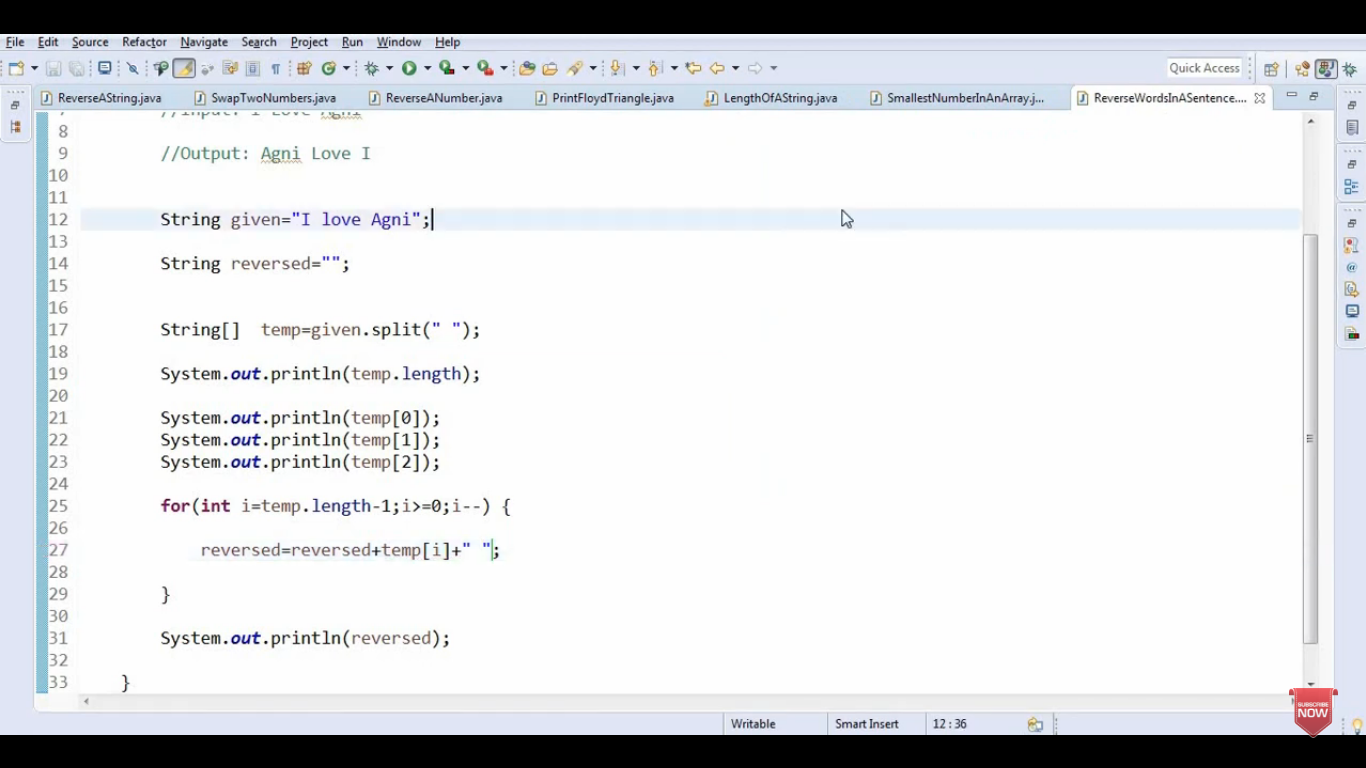 File Edit Source Refactor Navigate Search Project Run Window Help
Quick Access
ReverseAString.java SwapTwoNumbers.java ReverseANumber.java PrintFloydTriangle.java LengthOfAString.java SmallestNumberInAnArray.j... ReverseWordsInASentence....
7 //Input: I Love Agni
8
9 //Output: Agni Love I
10
11
12 String given="I love Agni";
13
14 String reversed="";
15
16
17 String[]  temp=given.split(" ");
18
19 System.out.println(temp.length);
20
21 System.out.println(temp[0]);
22 System.out.println(temp[1]);
23 System.out.println(temp[2]);
24
25 for(int i=temp.length-1;i>=0;i--) {
26
27 reversed=reversed+temp[i]+" ";
28
29 }
30
31 System.out.println(reversed);
32
33 }
SUBSCRIBE
NOW
Writable Smart Insert 12 : 36